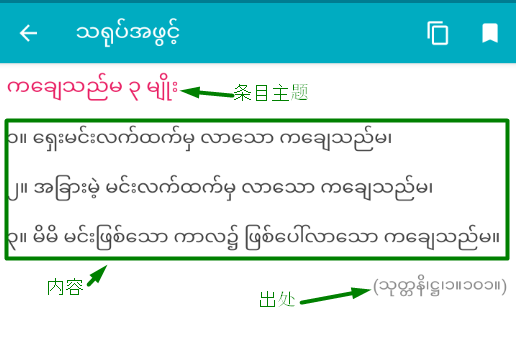 သရုပ်အဖွင့်
ကချေသည်မ ၃ မျိုး
条目主题
၁။ ရှေးမင်းလက်ထက်မှ လာသော ကချေသည်မ၊
၂။ အခြားမဲ့ မင်းလက်ထက်မှ လာသော ကချေသည်မ၊
၃။ မိမိ မင်းဖြစ်သော ကာလ၌ ဖြစ်ပေါ်လာသော ကချေသည်မ။
内容
(သုတ္တနိ၊ဋ္ဌ၊၁။၁၀၁။)
出处